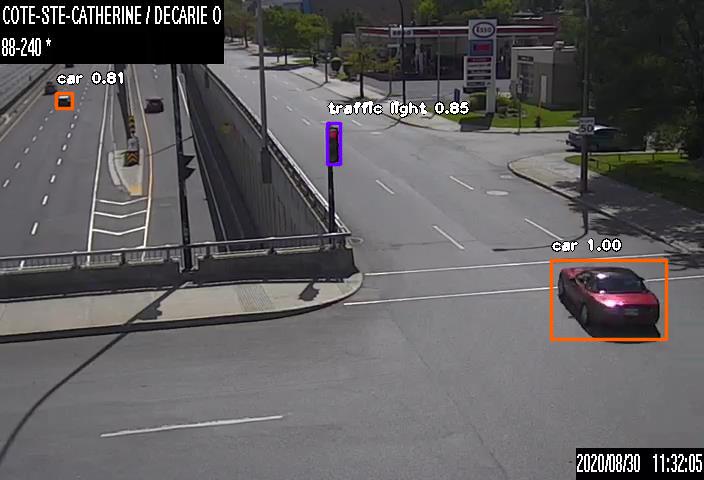 COTE-STE-CATHERINE / DECARIE O
88-240 *
car 0.81
traffic light 0.85
Esso
50
car 1.00
2020/08/30 11:32:05